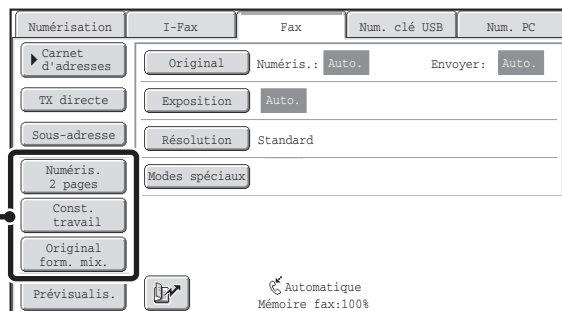 Numérisation
I-Fax
Fax
Num. clé USB
Num. PC
Carnet
d'adresses
Original
Numéris.: Auto.
Envoyer: Auto.
TX directe
Exposition
Auto.
Sous-adresse
Résolution
Standard
Numéris.
2 pages
Modes spéciaux
Const.
travail
Original
form. mix.
Prévisualis.
Automatique
Mémoire fax:100%